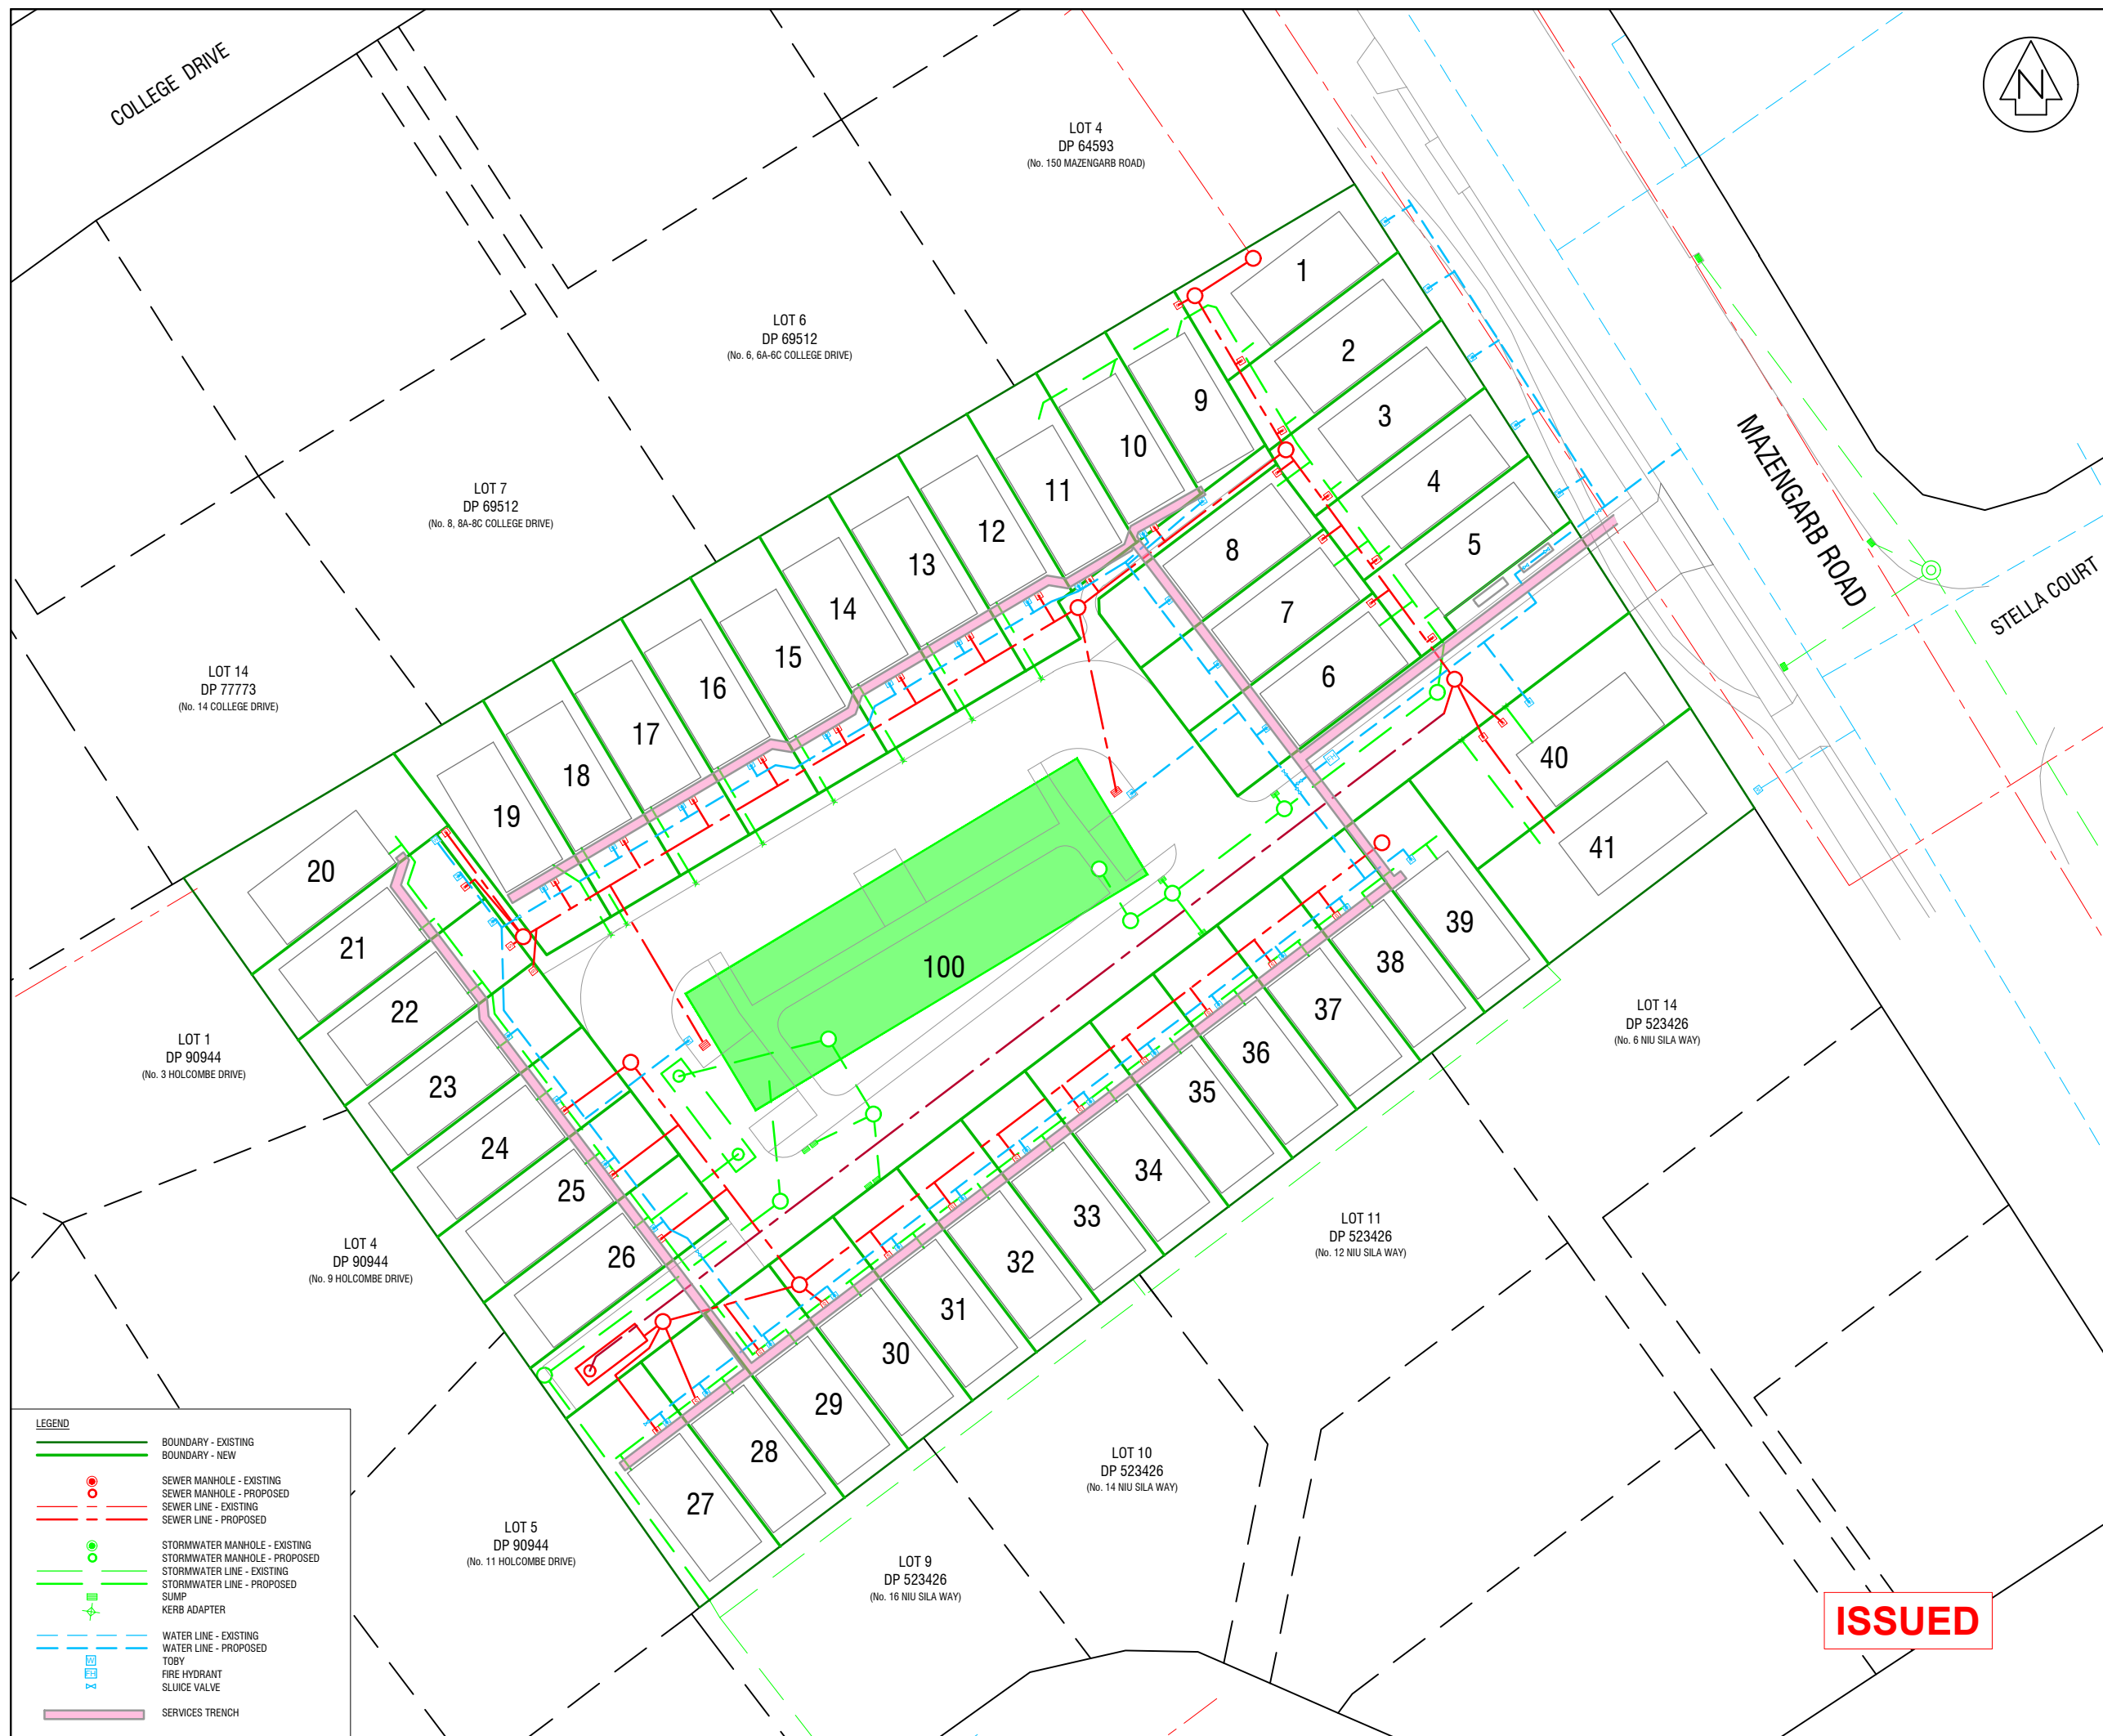 COLLEGE DRIVE
N
LOT 4
DP 64593
(No. 150 MAZENGARB ROAD)
LOT 6
DP 69512
(No. 6, 6A-6C COLLEGE DRIVE)
LOT 7
DP 69512
(No. 8, 8A-8C COLLEGE DRIVE)
LOT 14
DP 77773
(No. 14 COLLEGE DRIVE)
MAZENGARB ROAD
STELLA COURT
1
2
3
4
5
6
7
8
9
10
11
12
13
14
15
16
17
18
19
20
21
22
23
24
25
26
27
28
29
30
31
32
33
34
35
36
37
38
39
40
41
100
FH
LOT 1
DP 90944
(No. 3 HOLCOMBE DRIVE)
LOT 4
DP 90944
(No. 9 HOLCOMBE DRIVE)
LOT 5
DP 90944
(No. 11 HOLCOMBE DRIVE)
LOT 14
DP 523426
(No. 6 NIU SILA WAY)
LOT 11
DP 523426
(No. 12 NIU SILA WAY)
LOT 10
DP 523426
(No. 14 NIU SILA WAY)
LOT 9
DP 523426
(No. 16 NIU SILA WAY)
LEGEND
BOUNDARY - EXISTING
BOUNDARY - NEW
SEWER MANHOLE - EXISTING
SEWER MANHOLE - PROPOSED
SEWER LINE - EXISTING
SEWER LINE - PROPOSED
STORMWATER MANHOLE - EXISTING
STORMWATER MANHOLE - PROPOSED
STORMWATER LINE - EXISTING
STORMWATER LINE - PROPOSED
SUMP
KERB ADAPTER
WATER LINE - EXISTING
WATER LINE - PROPOSED
W TOBY
FH FIRE HYDRANT
SLUICE VALVE
SERVICES TRENCH
ISSUED